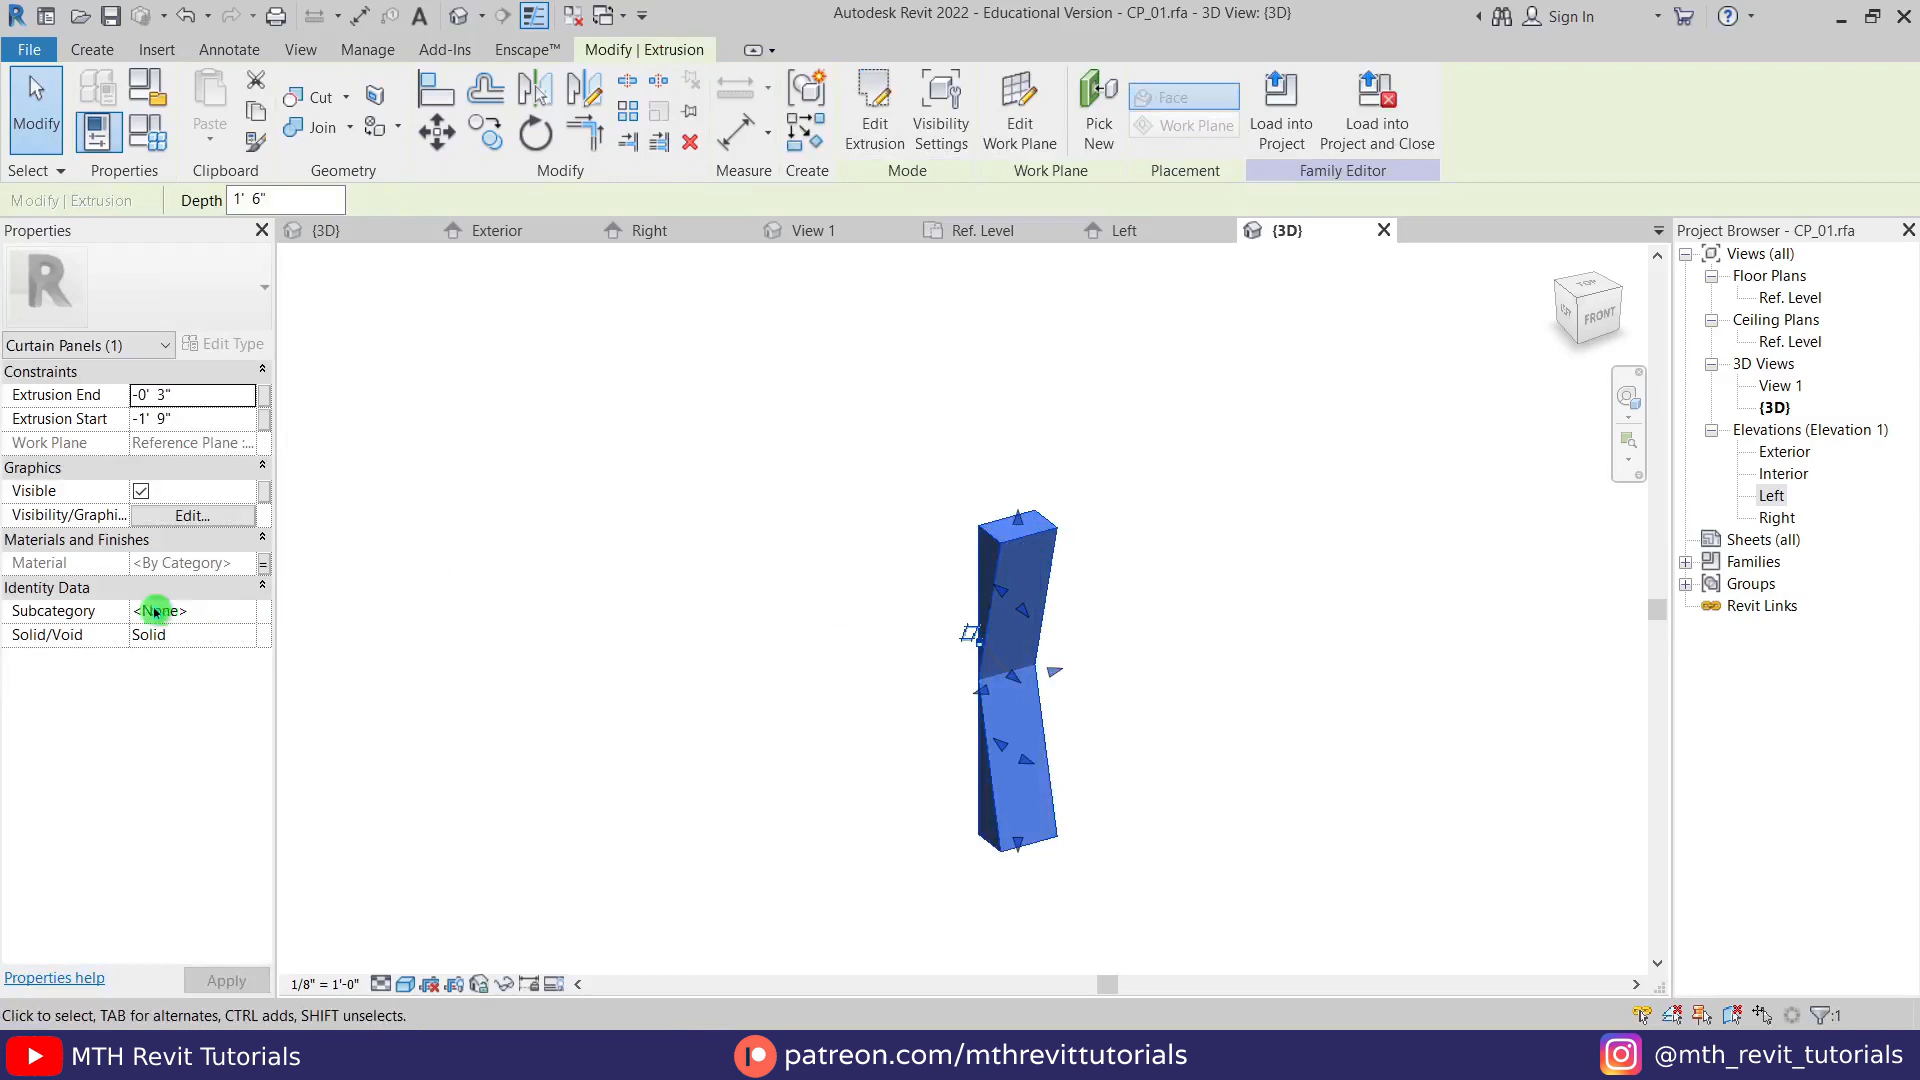 Autodesk Revit 2022 - Educational Version - CP_01.rfa - 3D View: {3D}
Sign In
File Create Insert Annotate View Manage Add-Ins Enscape™ Modify | Extrusion
Modify
Paste
Cut
Join
Edit Extrusion
Visibility Settings
Edit Work Plane
Pick New
Face
Work Plane
Load into Project
Load into Project and Close
Select Properties Clipboard Geometry Modify Measure Create Mode Work Plane Placement Family Editor
Modify | Extrusion Depth 1' 6"
Properties
{3D} Exterior Right View 1 Ref. Level Left {3D}
Project Browser - CP_01.rfa
R
Curtain Panels (1) Edit Type
Constraints
Extrusion End -0' 3"
Extrusion Start -1' 9"
Work Plane Reference Plane :...
Graphics
Visible
Visibility/Graphi... Edit...
Materials and Finishes
Material <By Category> =
Identity Data
Subcategory <None>
Solid/Void Solid
Properties help Apply
TOP
LEFT
FRONT
Views (all)
Floor Plans
Ref. Level
Ceiling Plans
Ref. Level
3D Views
View 1
{3D}
Elevations (Elevation 1)
Exterior
Interior
Left
Right
Sheets (all)
Families
Groups
Revit Links
1/8" = 1'-0"
Click to select, TAB for alternates, CTRL adds, SHIFT unselects.
:1
MTH Revit Tutorials
patreon.com/mthrevittutorials
@mth_revit_tutorials